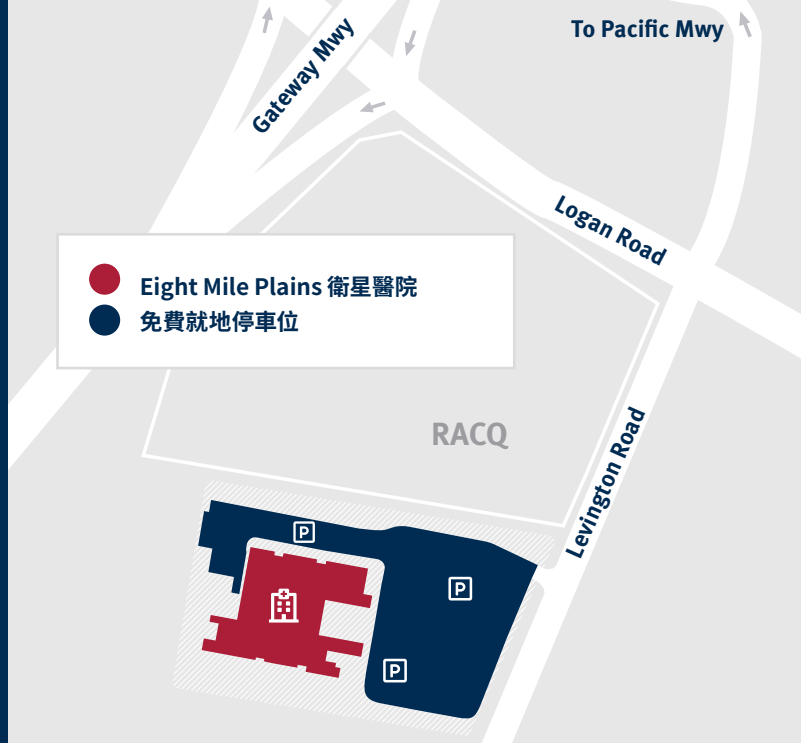 To Pacific Mwy
Gateway Mwy
Logan Road
Eight Mile Plains 衛星醫院
免費就地停車位
RACQ
Levington Road
P
P
P